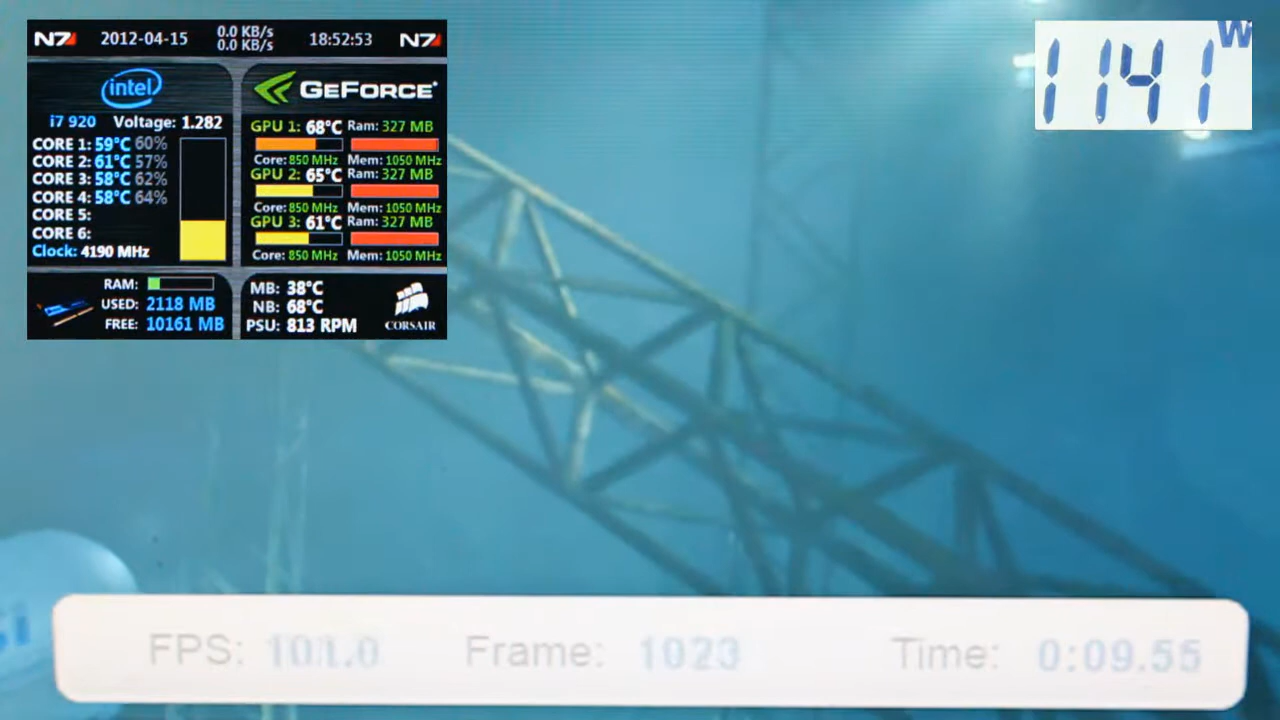 N7 2012-04-15 0.0 KB/s 18:52:53 N7
0.0 KB/s
intel
i7 920 Voltage: 1.282
CORE 1: 59°C 60%
CORE 2: 61°C 57%
CORE 3: 58°C 62%
CORE 4: 58°C 64%
CORE 5:
CORE 6:
Clock: 4190 MHz
GEFORCE
GPU 1: 68°C Ram: 327 MB
Core: 850 MHz Mem: 1050 MHz
GPU 2: 65°C Ram: 327 MB
Core: 850 MHz Mem: 1050 MHz
GPU 3: 61°C Ram: 327 MB
Core: 850 MHz Mem: 1050 MHz
RAM:
USED: 2118 MB
FREE: 10161 MB
MB: 38°C
NB: 68°C
PSU: 813 RPM
CORSAIR
1141 W
FPS: 101.0 Frame: 1023 Time: 0:09.55